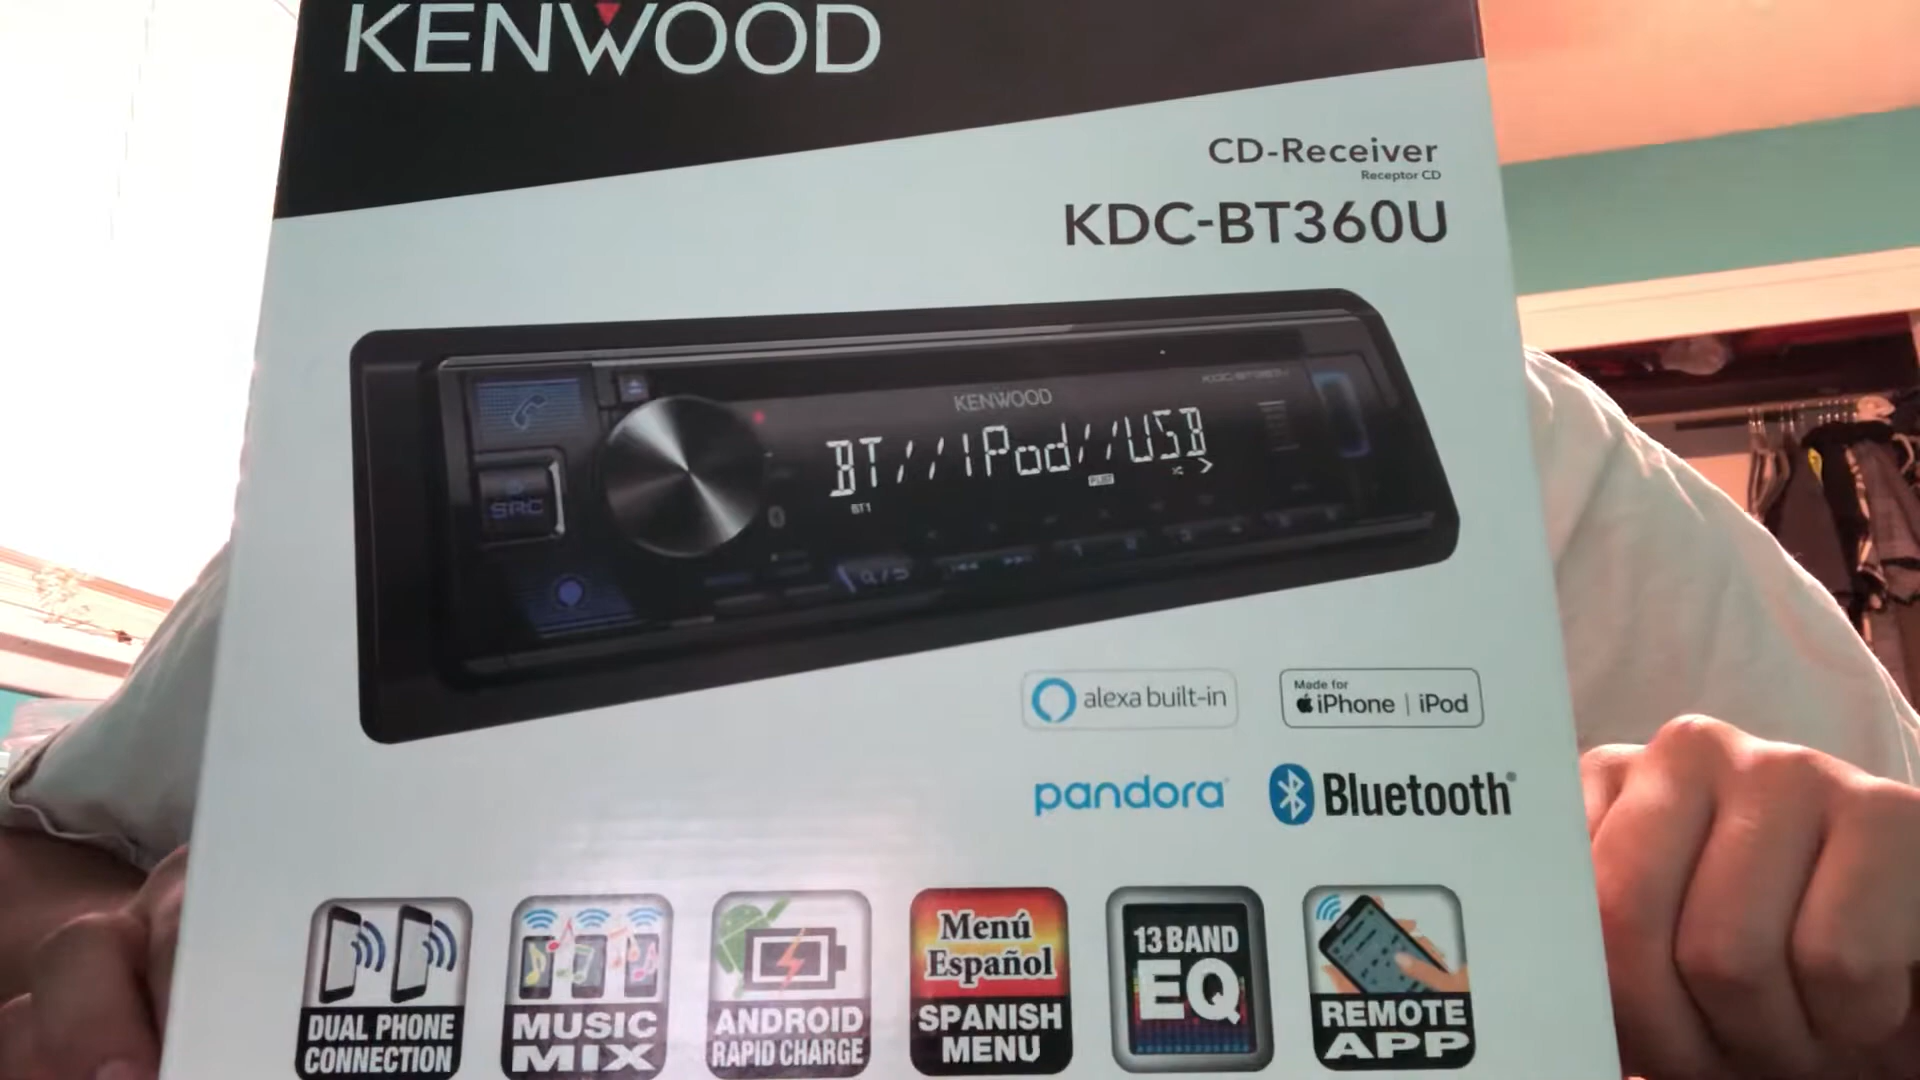 KENWOOD
CD-Receiver
Receptor CD
KDC-BT360U
KENWOOD
KDC-BT360U
BT//iPod//USB
BT1
SRC
alexa built-in
Made for
iPhone | iPod
pandora
Bluetooth®
DUAL PHONE
CONNECTION
MUSIC
MIX
ANDROID
RAPID CHARGE
Menú
Español
SPANISH
MENU
13 BAND
EQ
REMOTE
APP